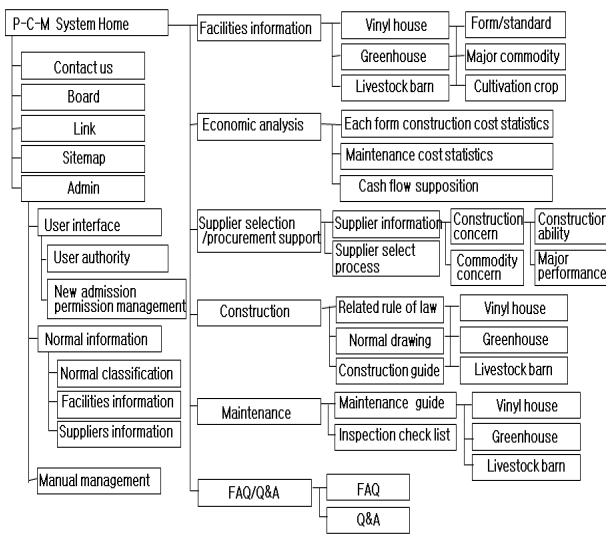 P-C-M System Home
Contact us
Board
Link
Sitemap
Admin
User interface
User authority
New admission
permission management
Normal information
Normal classification
Facilities information
Suppliers information
Manual management
Facilities information
Vinyl house
Form/standard
Greenhouse
Major commodity
Livestock barn
Cultivation crop
Economic analysis
Each form construction cost statistics
Maintenance cost statistics
Cash flow supposition
Supplier selection
/procurement support
Supplier information
Supplier select
process
Construction
concern
Commodity
concern
Construction
ability
Major
performance
Construction
Related rule of law
Normal drawing
Construction guide
Vinyl house
Greenhouse
Livestock barn
Maintenance
Maintenance guide
Inspection check list
Vinyl house
Greenhouse
Livestock barn
FAQ/Q&A
FAQ
Q&A